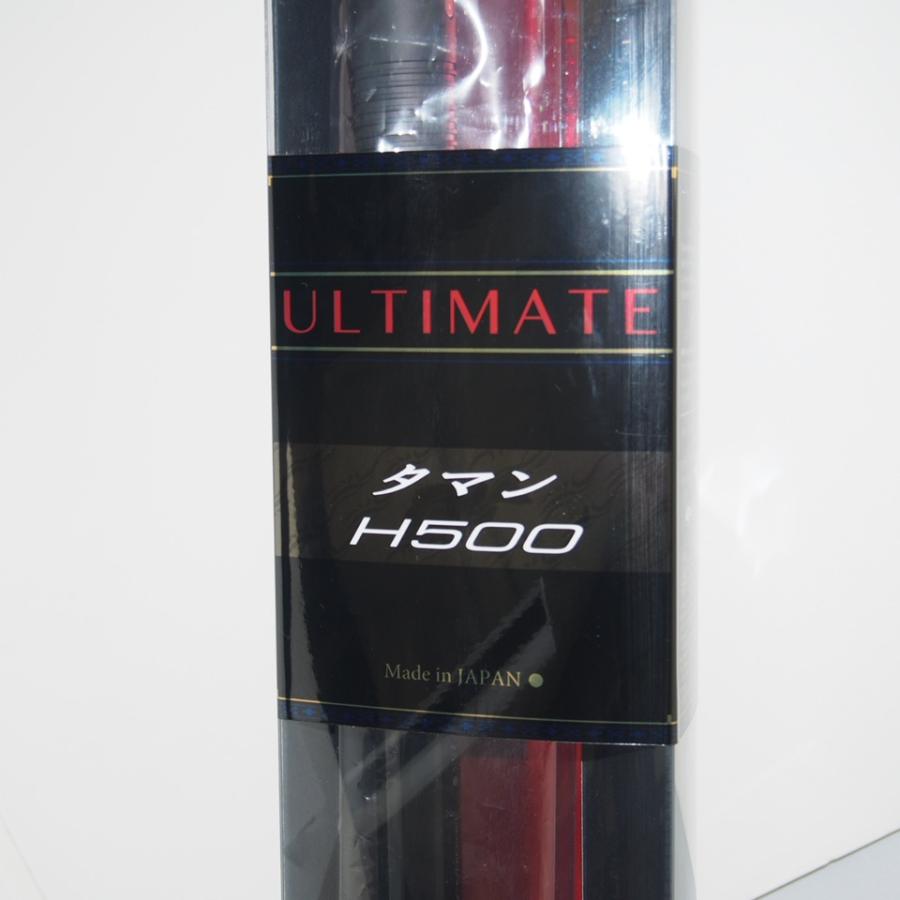 ULTIMATE
タマン
H500
Made in JAPAN